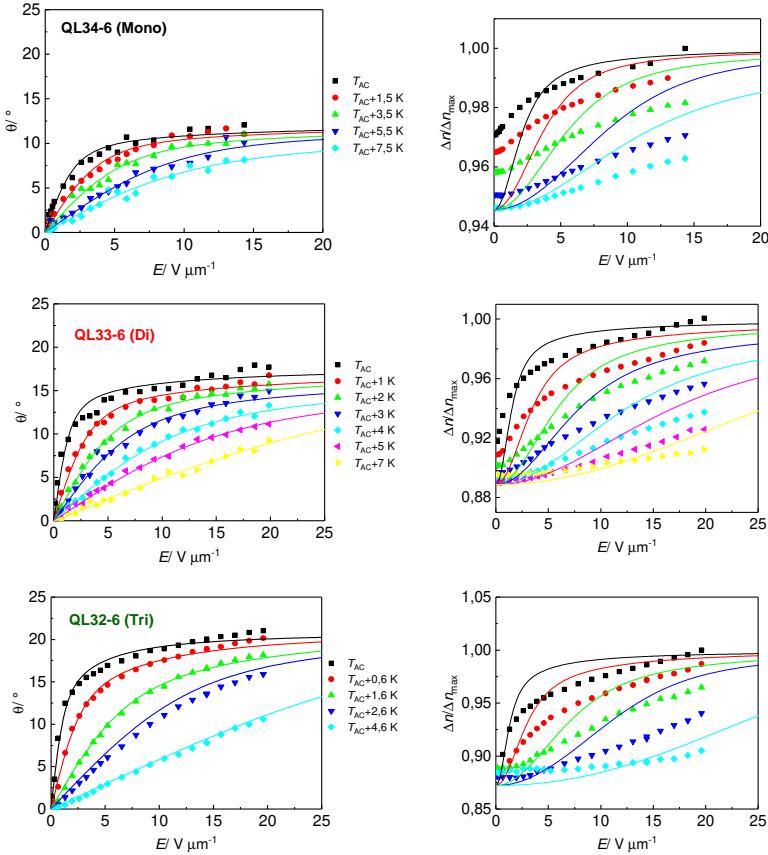 QL34-6 (Mono)
25
20
15
10
5
0
θ/ °
0 5 10 15 20
E/ V μm⁻¹
T_AC
T_AC+1,5 K
T_AC+3,5 K
T_AC+5,5 K
T_AC+7,5 K
1,00
0,98
0,96
0,94
Δn/Δn_max
0 5 10 15 20
E/ V μm⁻¹
QL33-6 (Di)
25
20
15
10
5
0
θ/ °
0 5 10 15 20 25
E/ V μm⁻¹
T_AC
T_AC+1 K
T_AC+2 K
T_AC+3 K
T_AC+4 K
T_AC+5 K
T_AC+7 K
1,00
0,96
0,92
0,88
Δn/Δn_max
0 5 10 15 20 25
E/ V μm⁻¹
QL32-6 (Tri)
25
20
15
10
5
0
θ/ °
0 5 10 15 20 25
E/ V μm⁻¹
T_AC
T_AC+0,6 K
T_AC+1,6 K
T_AC+2,6 K
T_AC+4,6 K
1,05
1,00
0,95
0,90
0,85
Δn/Δn_max
0 5 10 15 20 25
E/ V μm⁻¹